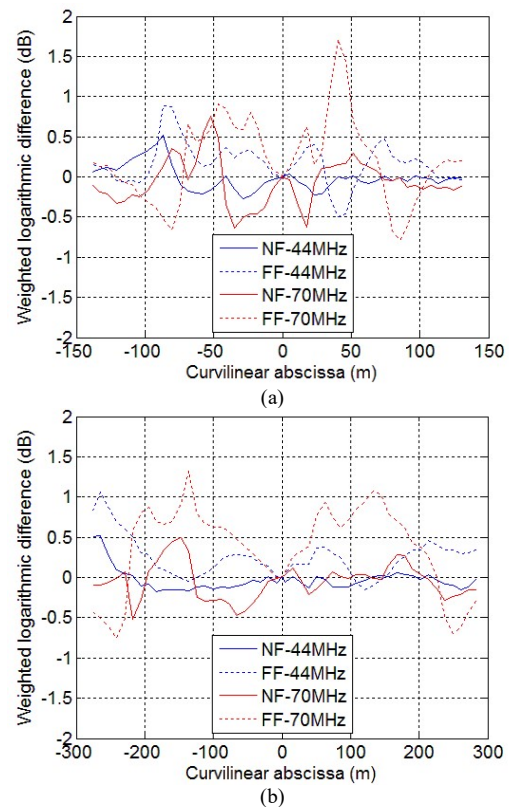 Weighted logarithmic difference (dB)
2
1.5
1
0.5
0
-0.5
-1
-1.5
-2
NF-44MHz
FF-44MHz
NF-70MHz
FF-70MHz
-150 -100 -50 0 50 100 150
Curvilinear abscissa (m)
(a)
Weighted logarithmic difference (dB)
2
1.5
1
0.5
0
-0.5
-1
-1.5
-2
NF-44MHz
FF-44MHz
NF-70MHz
FF-70MHz
-300 -200 -100 0 100 200 300
Curvilinear abscissa (m)
(b)